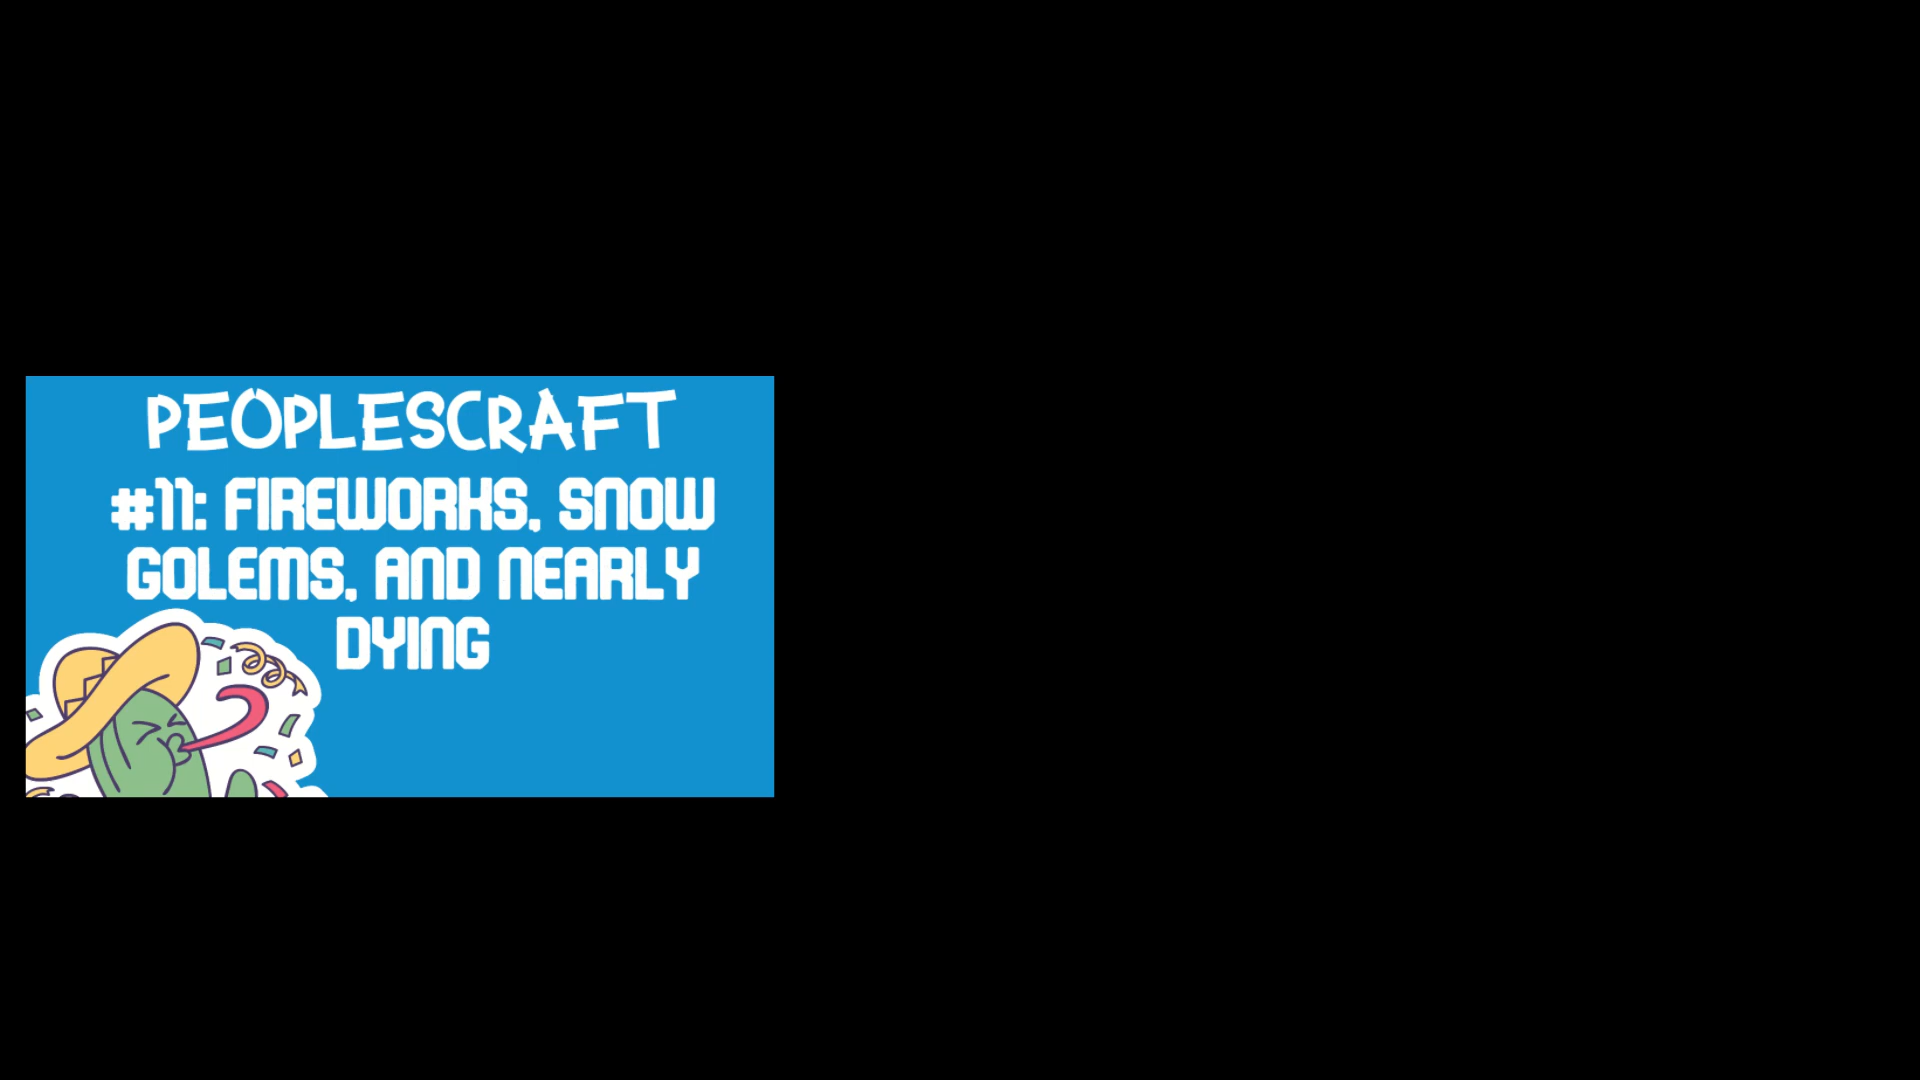 PEOPLESCRAFT
#11: FIREWORKS, SNOW
GOLEMS, AND NEARLY
DYING